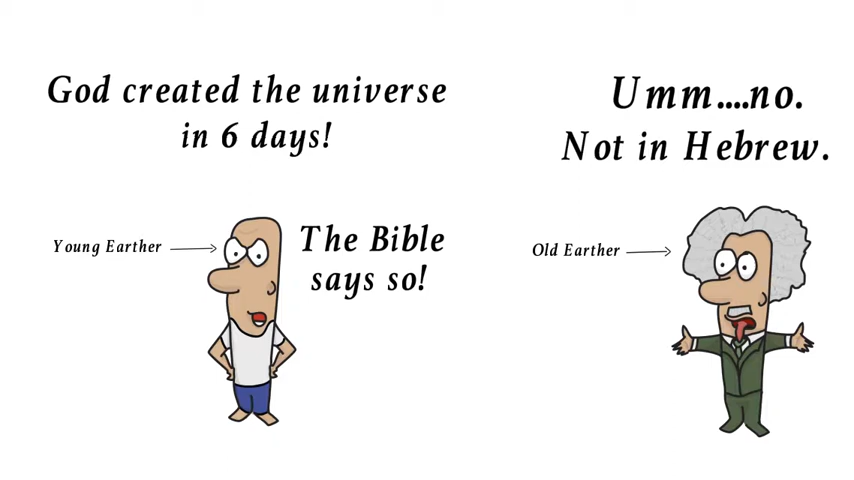 God created the universe
in 6 days!
Young Earther
The Bible
says so!
Umm....no.
Not in Hebrew.
Old Earther